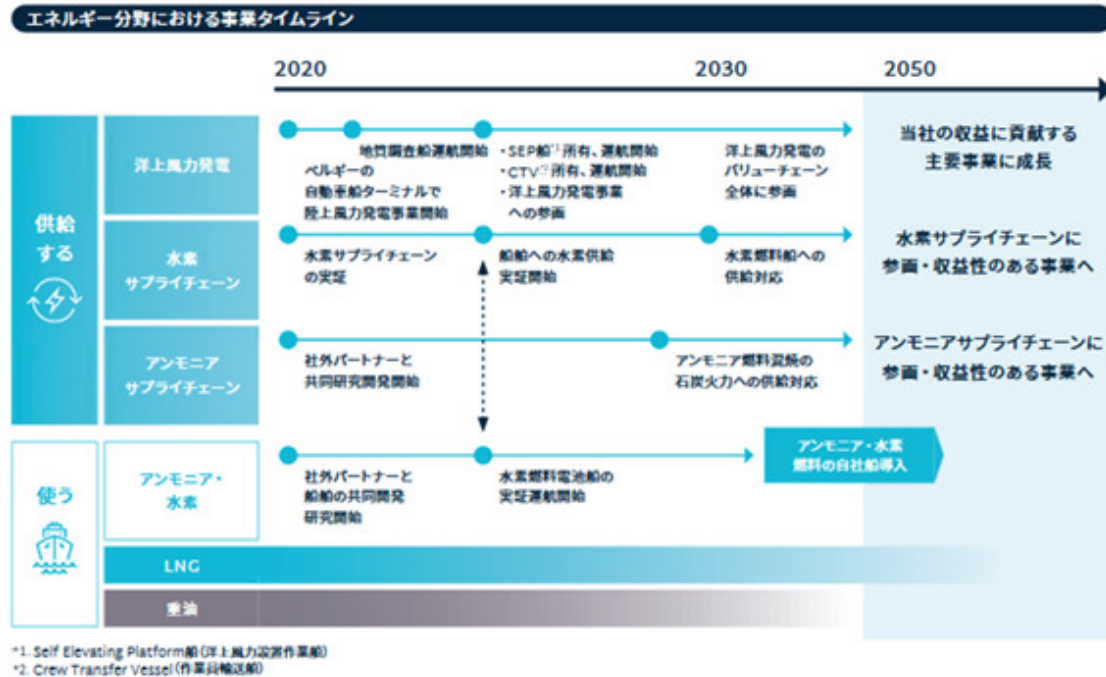 エネルギー分野における事業タイムライン
2020
2030
2050
供給
する
洋上風力発電
地質調査船運航開始
ベルギーの
自動車船ターミナルで
陸上風力発電事業開始
・SEP船*1所有、運航開始
・CTV*2所有、運航開始
・洋上風力発電事業
への参画
洋上風力発電の
バリューチェーン
全体に参画
当社の収益に貢献する
主要事業に成長
水素
サプライチェーン
水素サプライチェーン
の実証
船舶への水素供給
実証開始
水素燃料船への
供給対応
水素サプライチェーンに
参画・収益性のある事業へ
アンモニア
サプライチェーン
社外パートナーと
共同研究開発開始
アンモニア燃料混焼の
石炭火力への供給対応
アンモニアサプライチェーンに
参画・収益性のある事業へ
使う
アンモニア・
水素
社外パートナーと
船舶の共同開発
研究開始
水素燃料電池船の
実証運航開始
アンモニア・水素
燃料の自社船導入
LNG
重油
*1. Self Elevating Platform船(洋上風力設置作業船)
*2. Crew Transfer Vessel(作業員輸送船)